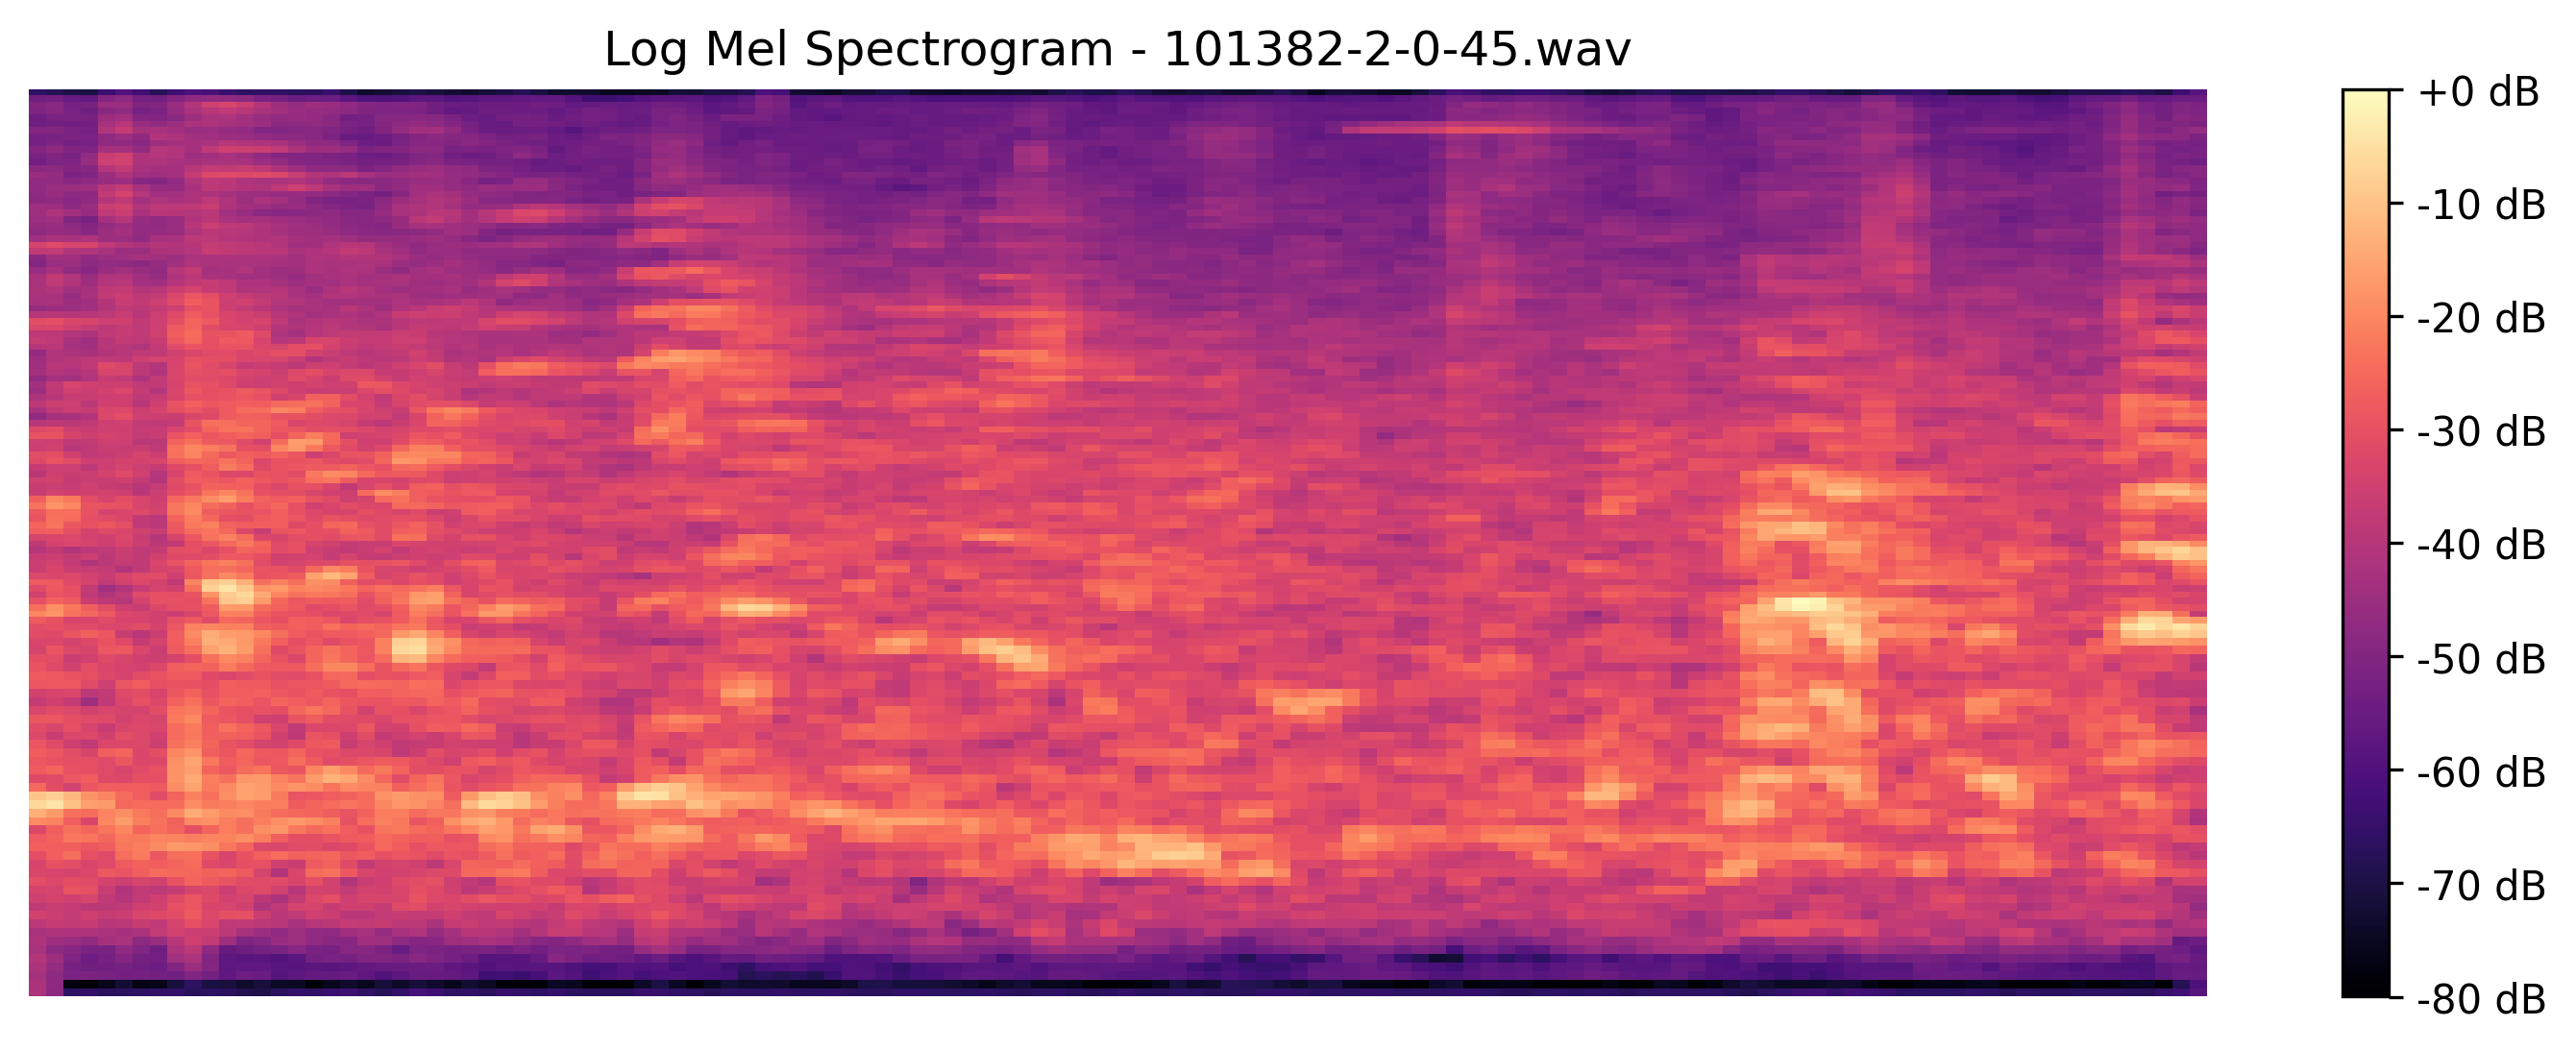 Log Mel Spectrogram - 101382-2-0-45.wav
+0 dB
-10 dB
-20 dB
-30 dB
-40 dB
-50 dB
-60 dB
-70 dB
-80 dB